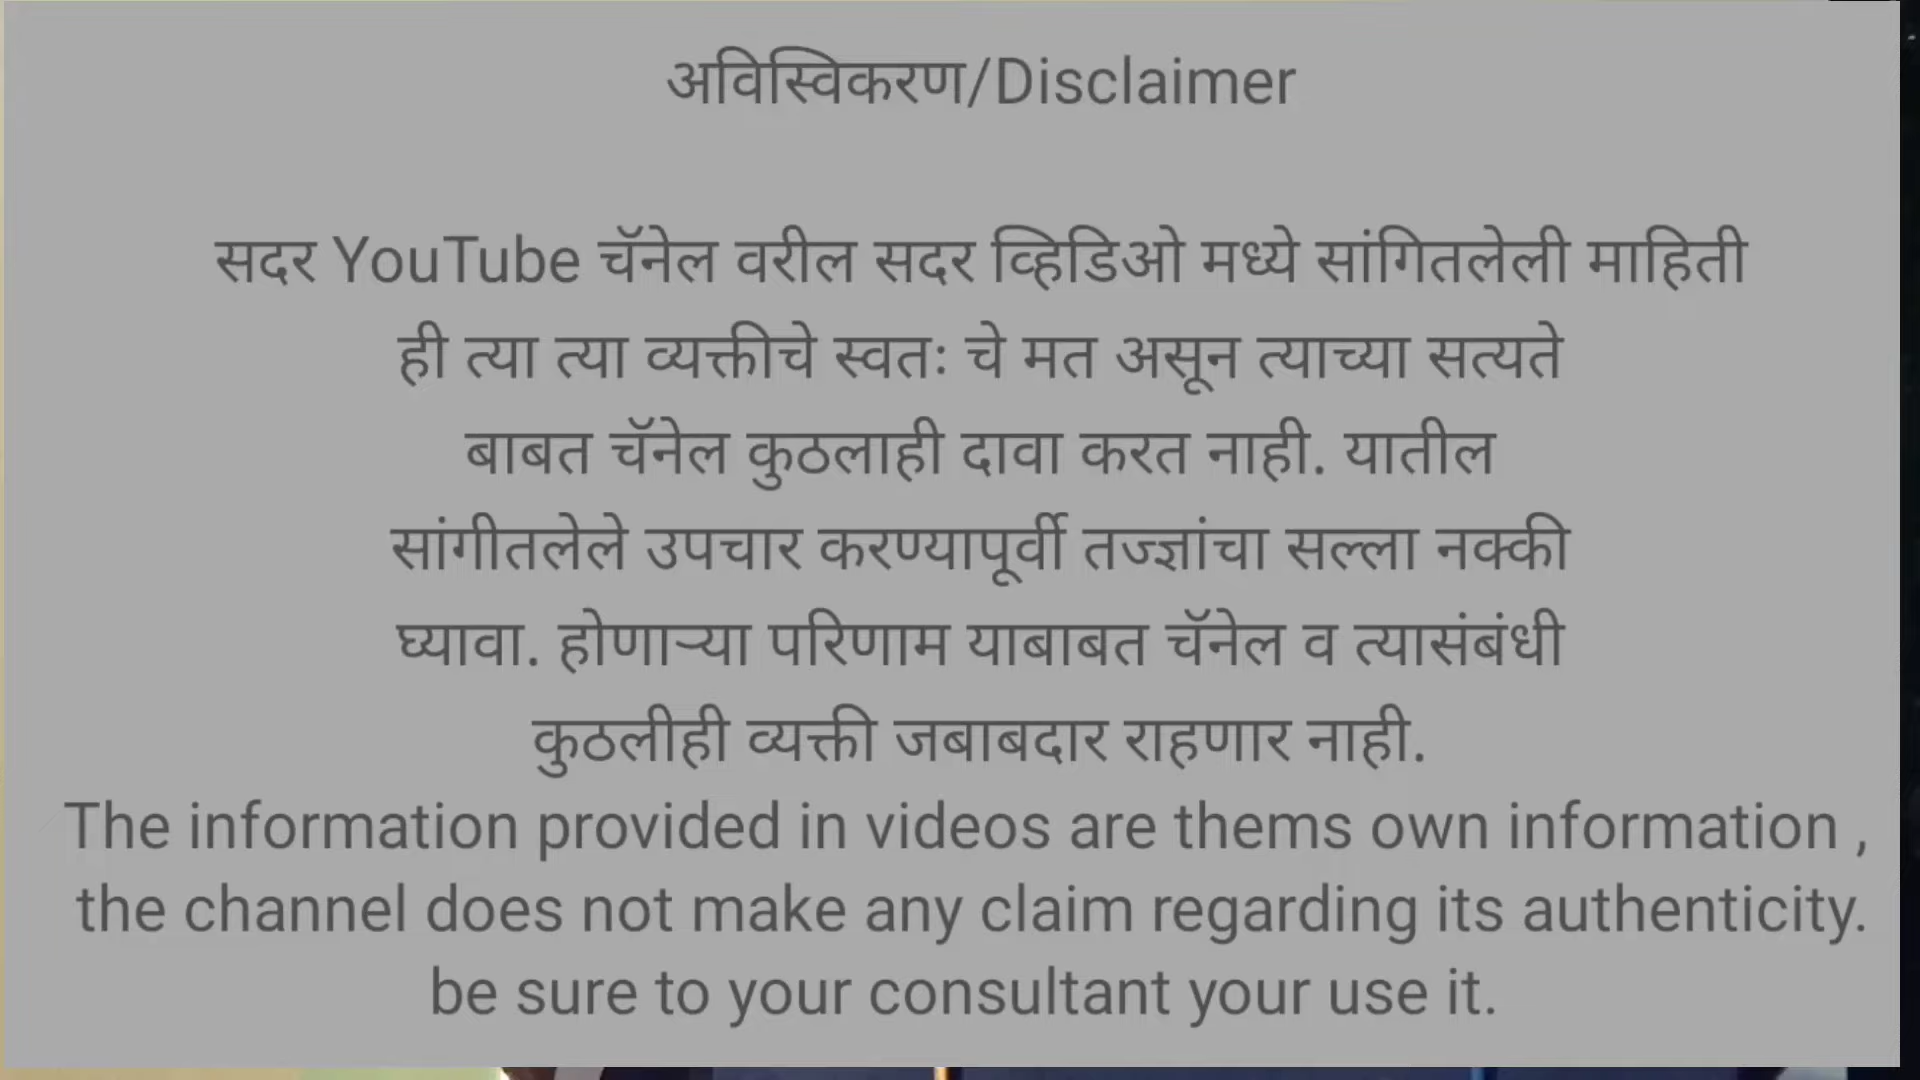 अविस्विकरण/Disclaimer
सदर YouTube चॅनेल वरील सदर व्हिडिओ मध्ये सांगितलेली माहिती
ही त्या त्या व्यक्तीचे स्वतः चे मत असून त्याच्या सत्यते
बाबत चॅनेल कुठलाही दावा करत नाही. यातील
सांगीतलेले उपचार करण्यापूर्वी तज्ज्ञांचा सल्ला नक्की
घ्यावा. होणाऱ्या परिणाम याबाबत चॅनेल व त्यासंबंधी
कुठलीही व्यक्ती जबाबदार राहणार नाही.
The information provided in videos are thems own information ,
the channel does not make any claim regarding its authenticity.
be sure to your consultant your use it.